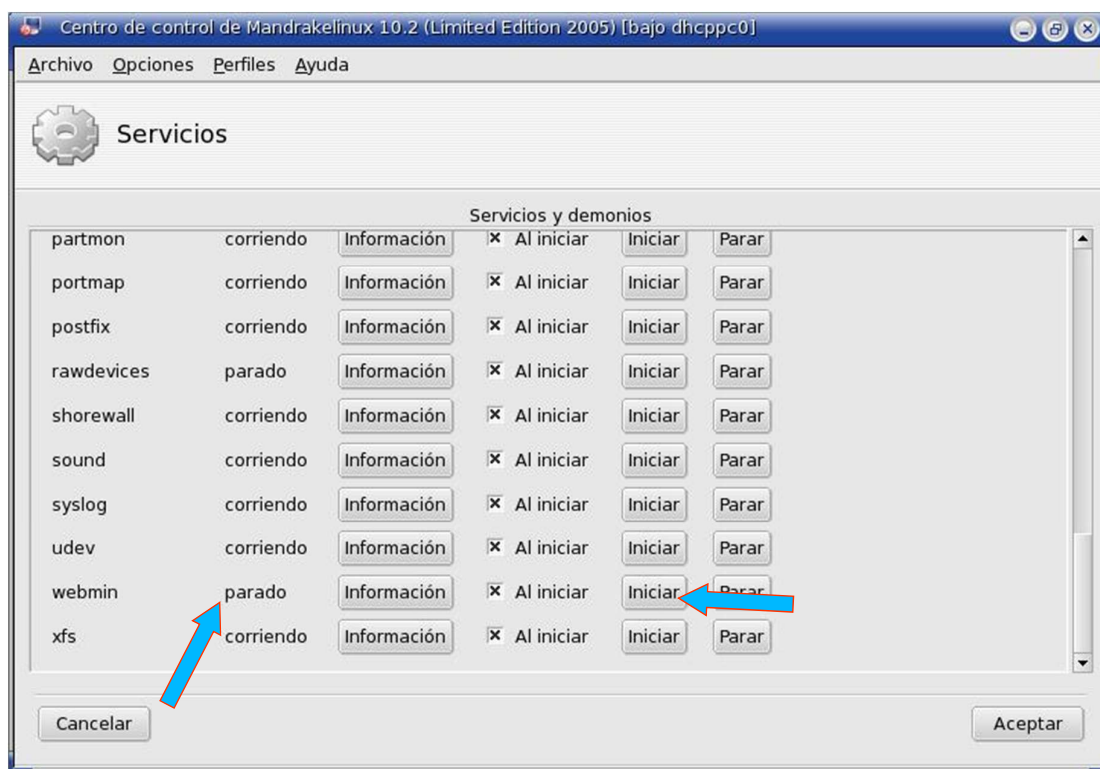 Centro de control de Mandrakelinux 10.2 (Limited Edition 2005) [bajo dhcppc0]
Archivo Opciones Perfiles Ayuda
Servicios
Servicios y demonios
partmon corriendo Información Al iniciar Iniciar Parar
portmap corriendo Información Al iniciar Iniciar Parar
postfix corriendo Información Al iniciar Iniciar Parar
rawdevices parado Información Al iniciar Iniciar Parar
shorewall corriendo Información Al iniciar Iniciar Parar
sound corriendo Información Al iniciar Iniciar Parar
syslog corriendo Información Al iniciar Iniciar Parar
udev corriendo Información Al iniciar Iniciar Parar
webmin parado Información Al iniciar Iniciar Parar
xfs corriendo Información Al iniciar Iniciar Parar
Cancelar Aceptar